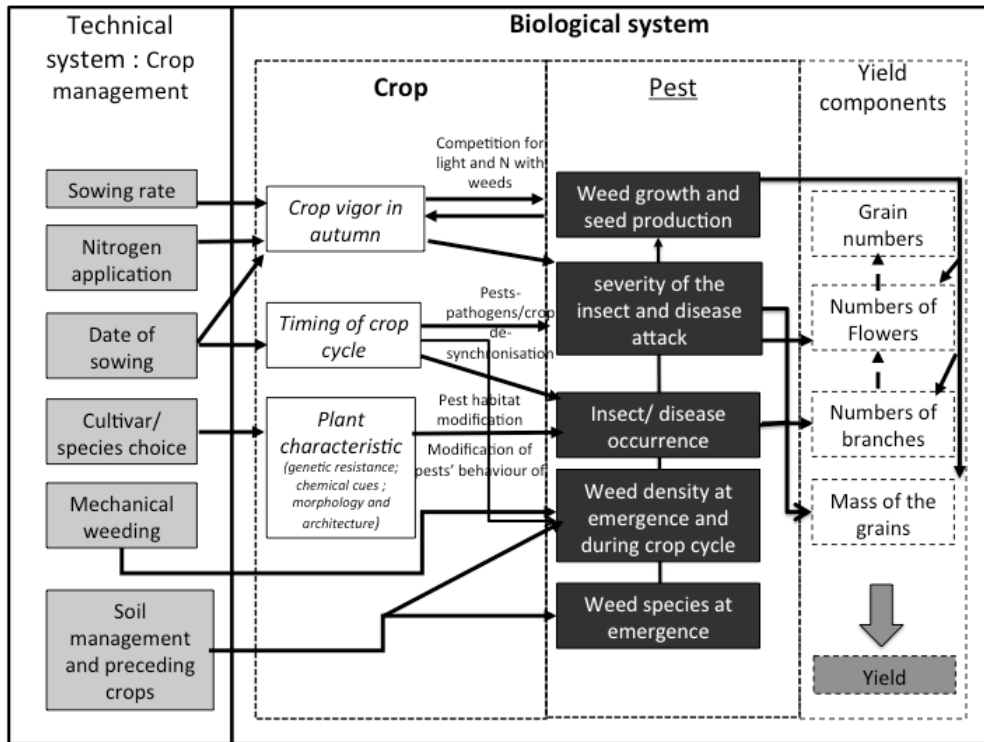 Technical
system : Crop
management
Sowing rate
Nitrogen
application
Date of
sowing
Cultivar/
species choice
Mechanical
weeding
Soil
management
and preceding
crops
Biological system
Crop
Crop vigor in
autumn
Timing of crop
cycle
Plant
characteristic
(genetic resistance;
chemical cues ;
morphology and
architecture)
Competition for
light and N with
weeds
Pests-
pathogens/crop
de-
synchronisation
Pest habitat
modification
Modification of
pests' behaviour of
Pest
Weed growth and
seed production
severity of the
insect and disease
attack
Insect/ disease
occurrence
Weed density at
emergence and
during crop cycle
Weed species at
emergence
Yield
components
Grain
numbers
Numbers of
Flowers
Numbers of
branches
Mass of the
grains
Yield